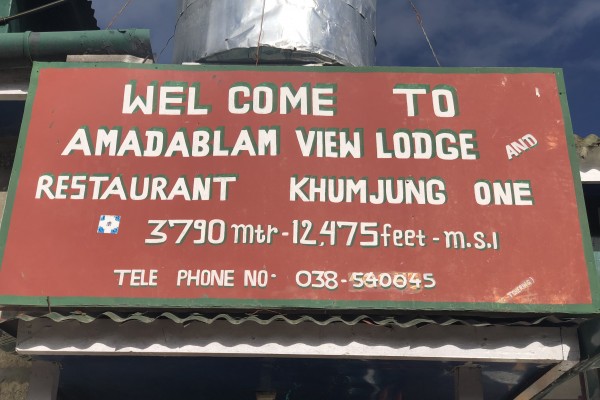 WEL COME TO
AMADABLAM VIEW LODGE AND
RESTAURANT KHUMJUNG ONE
3790 mtr-12,475feet-m.s.l
TELE PHONE NO- 038-540045